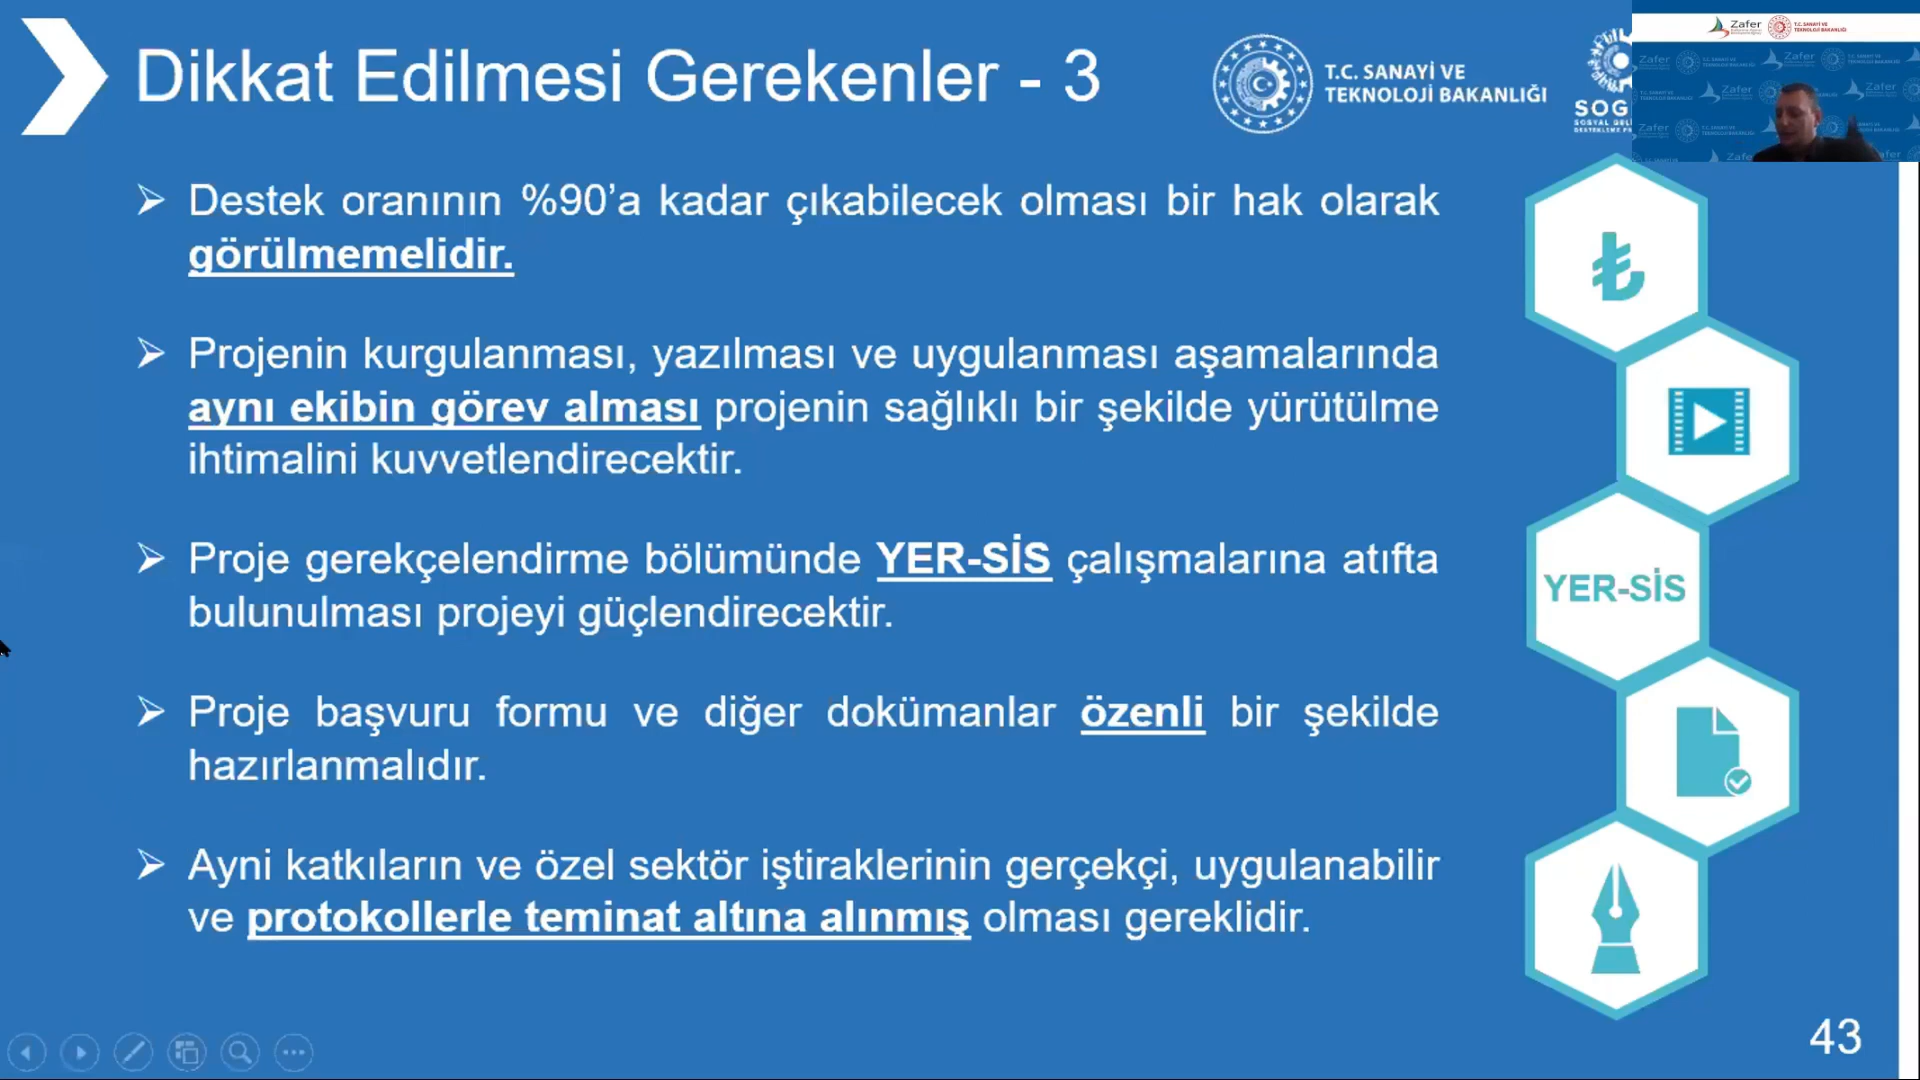 Dikkat Edilmesi Gerekenler - 3
T.C. SANAYİ VE
TEKNOLOJİ BAKANLIĞI
SOG
Zafer
T.C. SANAYİ VE
TEKNOLOJİ BAKANLIĞI
Destek oranının %90’a kadar çıkabilecek olması bir hak olarak
görülmemelidir.
Projenin kurgulanması, yazılması ve uygulanması aşamalarında
aynı ekibin görev alması projenin sağlıklı bir şekilde yürütülme
ihtimalini kuvvetlendirecektir.
Proje gerekçelendirme bölümünde YER-SİS çalışmalarına atıfta
bulunulması projeyi güçlendirecektir.
Proje başvuru formu ve diğer dokümanlar özenli bir şekilde
hazırlanmalıdır.
Ayni katkıların ve özel sektör iştiraklerinin gerçekçi, uygulanabilir
ve protokollerle teminat altına alınmış olması gereklidir.
YER-SİS
43